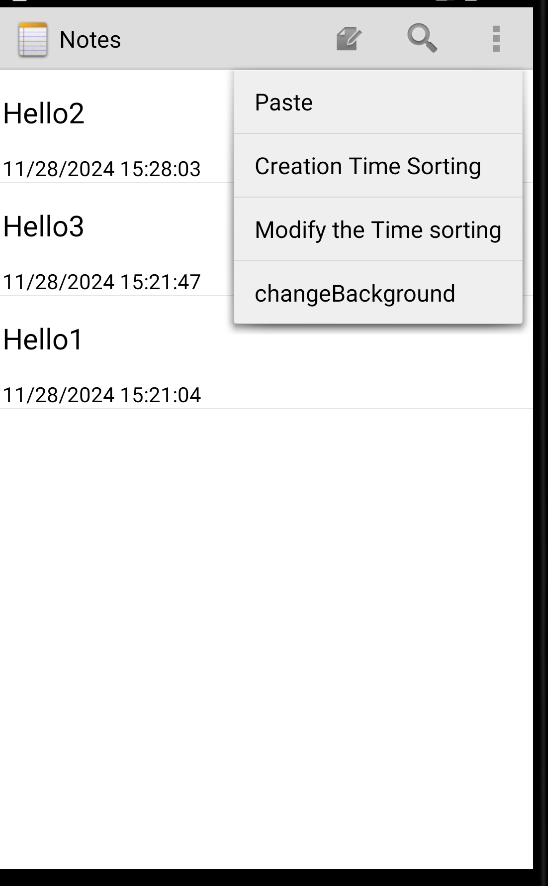 Notes
Paste
Creation Time Sorting
Modify the Time sorting
changeBackground
Hello2
11/28/2024 15:28:03
Hello3
11/28/2024 15:21:47
Hello1
11/28/2024 15:21:04